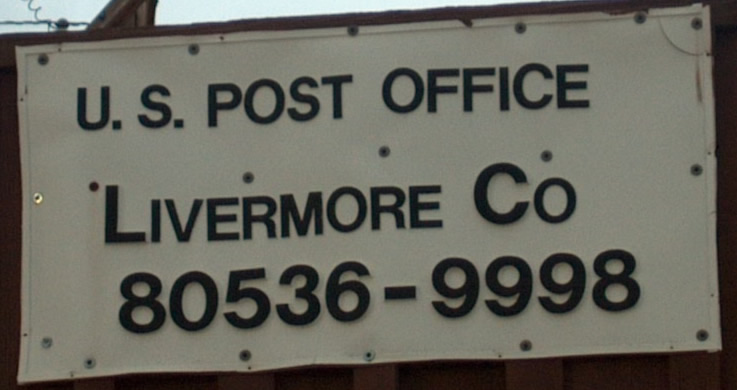 U.S. POST OFFICE
LIVERMORE CO
80536-9998